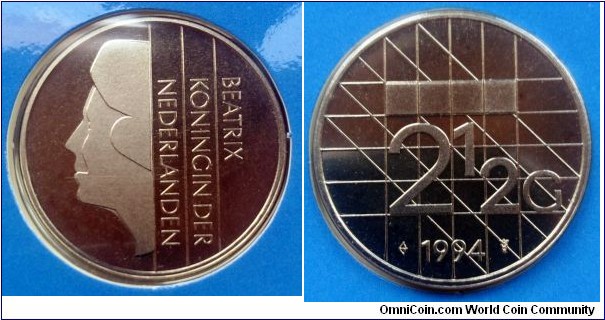 BEATRIX
KONINGIN DER
NEDERLANDEN
2 1 2 G
1994
OmniCoin.com World Coin Community